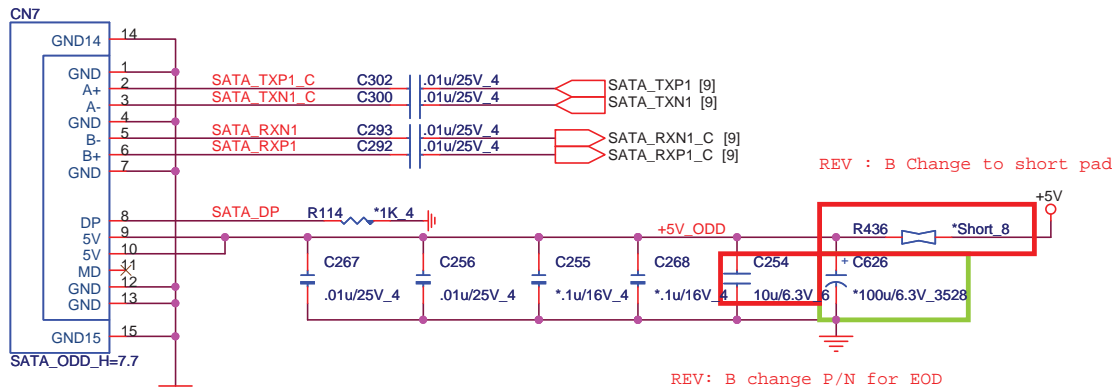 CN7
GND14 14
GND 1
A+ 2 SATA_TXP1_C C302 .01u/25V_4 SATA_TXP1 [9]
A- 3 SATA_TXN1_C C300 .01u/25V_4 SATA_TXN1 [9]
GND 4
B- 5 SATA_RXN1 C293 .01u/25V_4 SATA_RXN1_C [9]
B+ 6 SATA_RXP1 C292 .01u/25V_4 SATA_RXP1_C [9]
GND 7
REV : B Change to short pad
+5V
DP 8 SATA_DP R114 *1K_4
5V 9 +5V_ODD R436 *Short_8
5V 10
MD 11
GND 12
GND 13
C267 C256 C255 C268 C254 + C626
.01u/25V_4 .01u/25V_4 *.1u/16V_4 *.1u/16V_4 10u/6.3V_6 *100u/6.3V_3528
GND15 15
SATA_ODD_H=7.7
REV: B change P/N for EOD